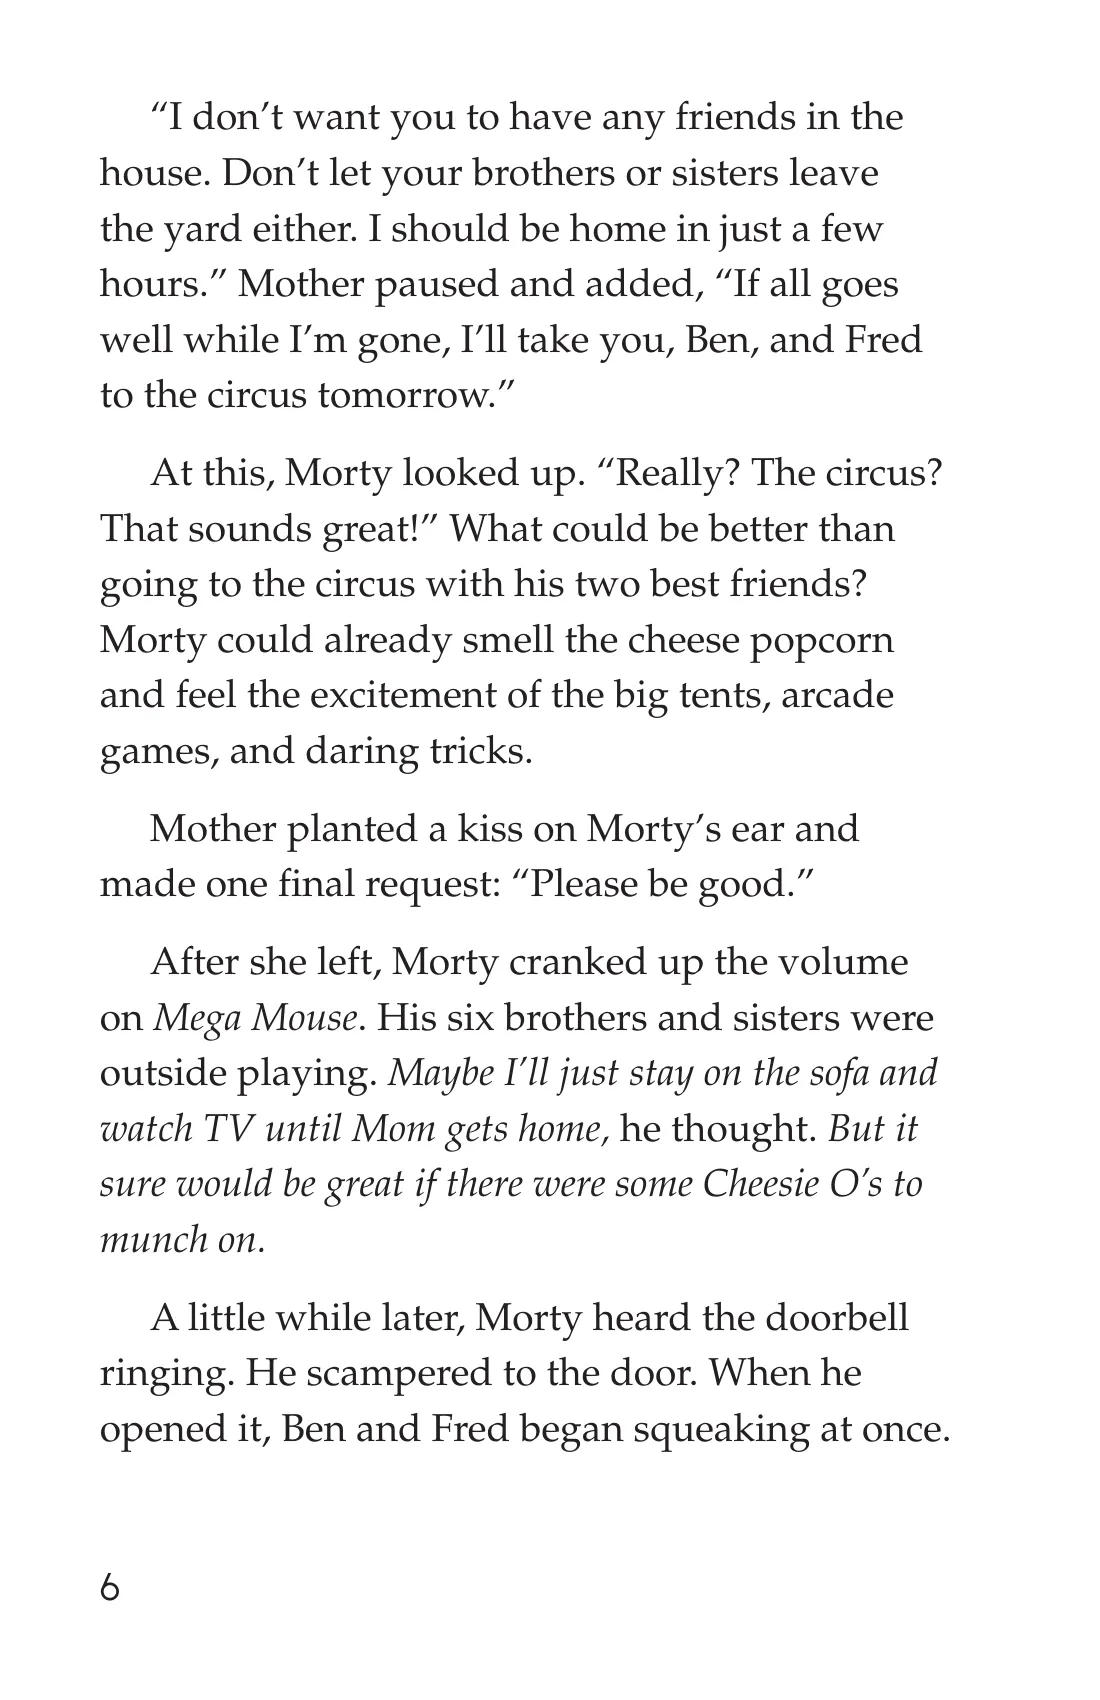 “I don’t want you to have any friends in the
house. Don’t let your brothers or sisters leave
the yard either. I should be home in just a few
hours.” Mother paused and added, “If all goes
well while I’m gone, I’ll take you, Ben, and Fred
to the circus tomorrow.”
At this, Morty looked up. “Really? The circus?
That sounds great!” What could be better than
going to the circus with his two best friends?
Morty could already smell the cheese popcorn
and feel the excitement of the big tents, arcade
games, and daring tricks.
Mother planted a kiss on Morty’s ear and
made one final request: “Please be good.”
After she left, Morty cranked up the volume
on Mega Mouse. His six brothers and sisters were
outside playing. Maybe I’ll just stay on the sofa and
watch TV until Mom gets home, he thought. But it
sure would be great if there were some Cheesie O’s to
munch on.
A little while later, Morty heard the doorbell
ringing. He scampered to the door. When he
opened it, Ben and Fred began squeaking at once.
6